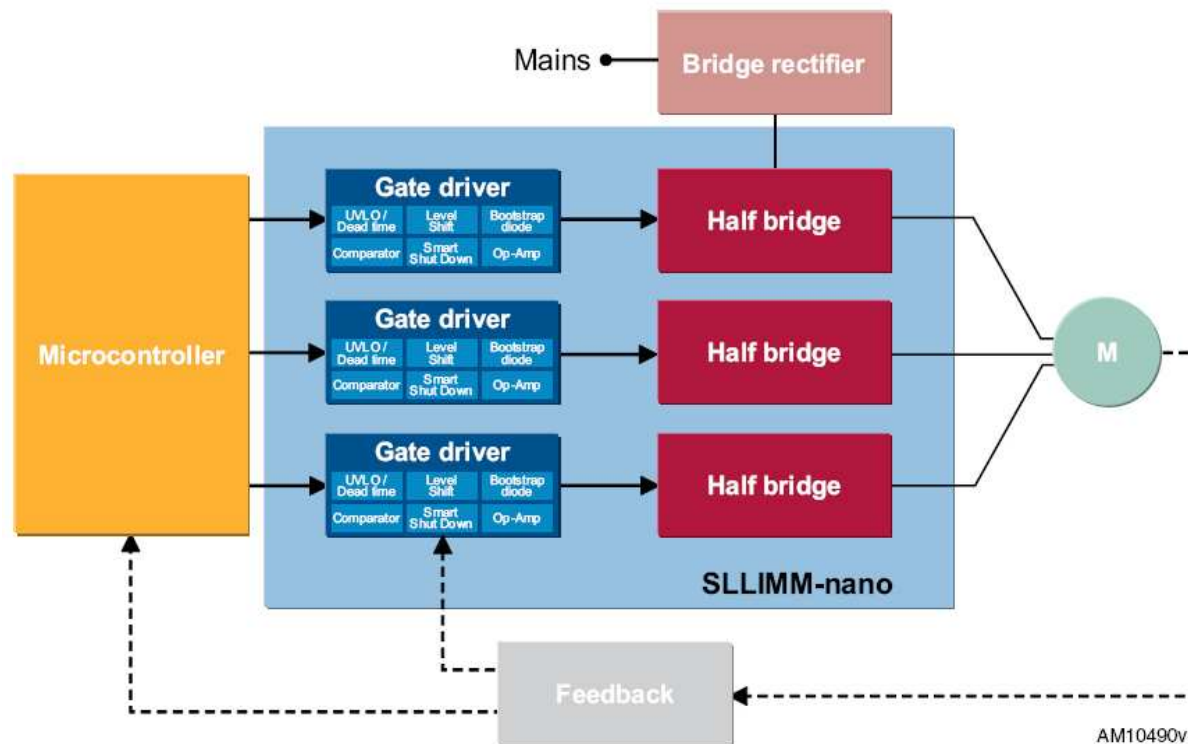 Mains
Bridge rectifier
Microcontroller
Gate driver
UVLO /
Dead time
Level
Shift
Bootstrap
diode
Comparator
Smart
Shut Down
Op-Amp
Half bridge
Gate driver
UVLO /
Dead time
Level
Shift
Bootstrap
diode
Comparator
Smart
Shut Down
Op-Amp
Half bridge
M
Gate driver
UVLO /
Dead time
Level
Shift
Bootstrap
diode
Comparator
Smart
Shut Down
Op-Amp
Half bridge
SLLIMM-nano
Feedback
AM10490v